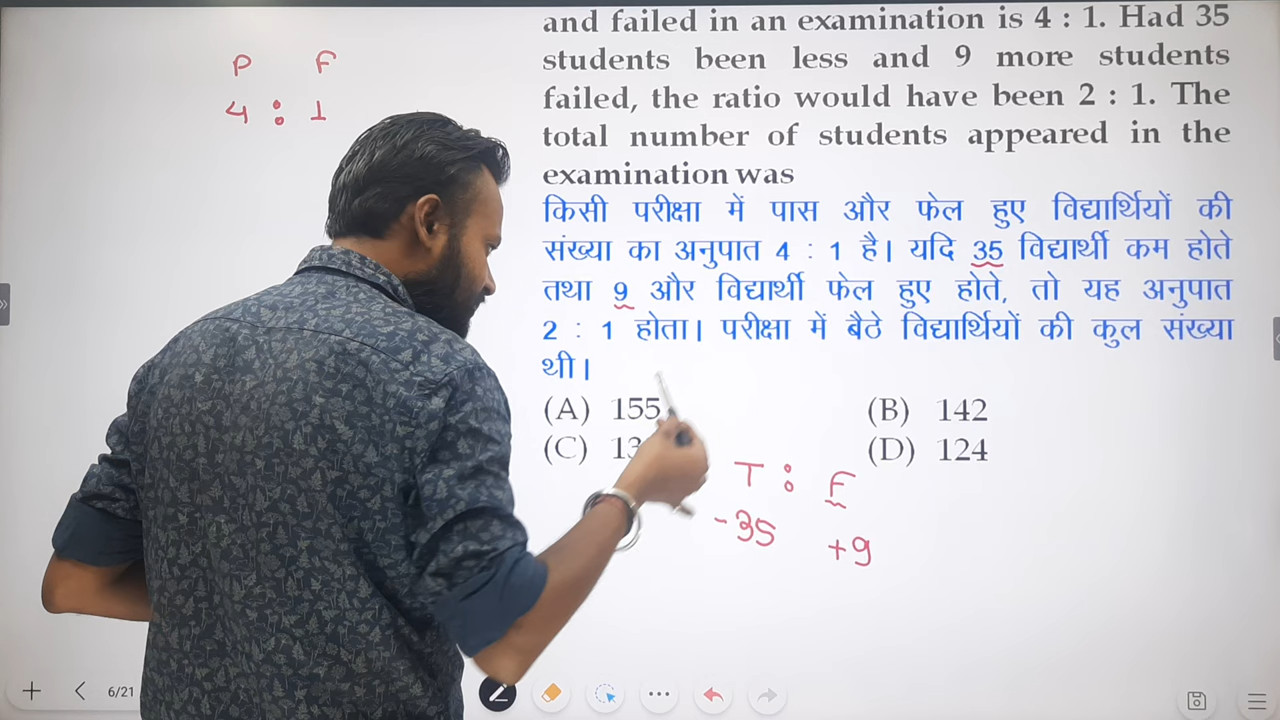 P F
4 : 1
and failed in an examination is 4 : 1. Had 35
students been less and 9 more students
failed, the ratio would have been 2 : 1. The
total number of students appeared in the
examination was
किसी परीक्षा में पास और फेल हुए विद्यार्थियों की
संख्या का अनुपात 4 : 1 है। यदि 35 विद्यार्थी कम होते
तथा 9 और विद्यार्थी फेल हुए होते, तो यह अनुपात
2 : 1 होता। परीक्षा में बैठे विद्यार्थियों की कुल संख्या
थी।
(A) 155 (B) 142
(C) (D) 124
T : F
-35 +9
6/21